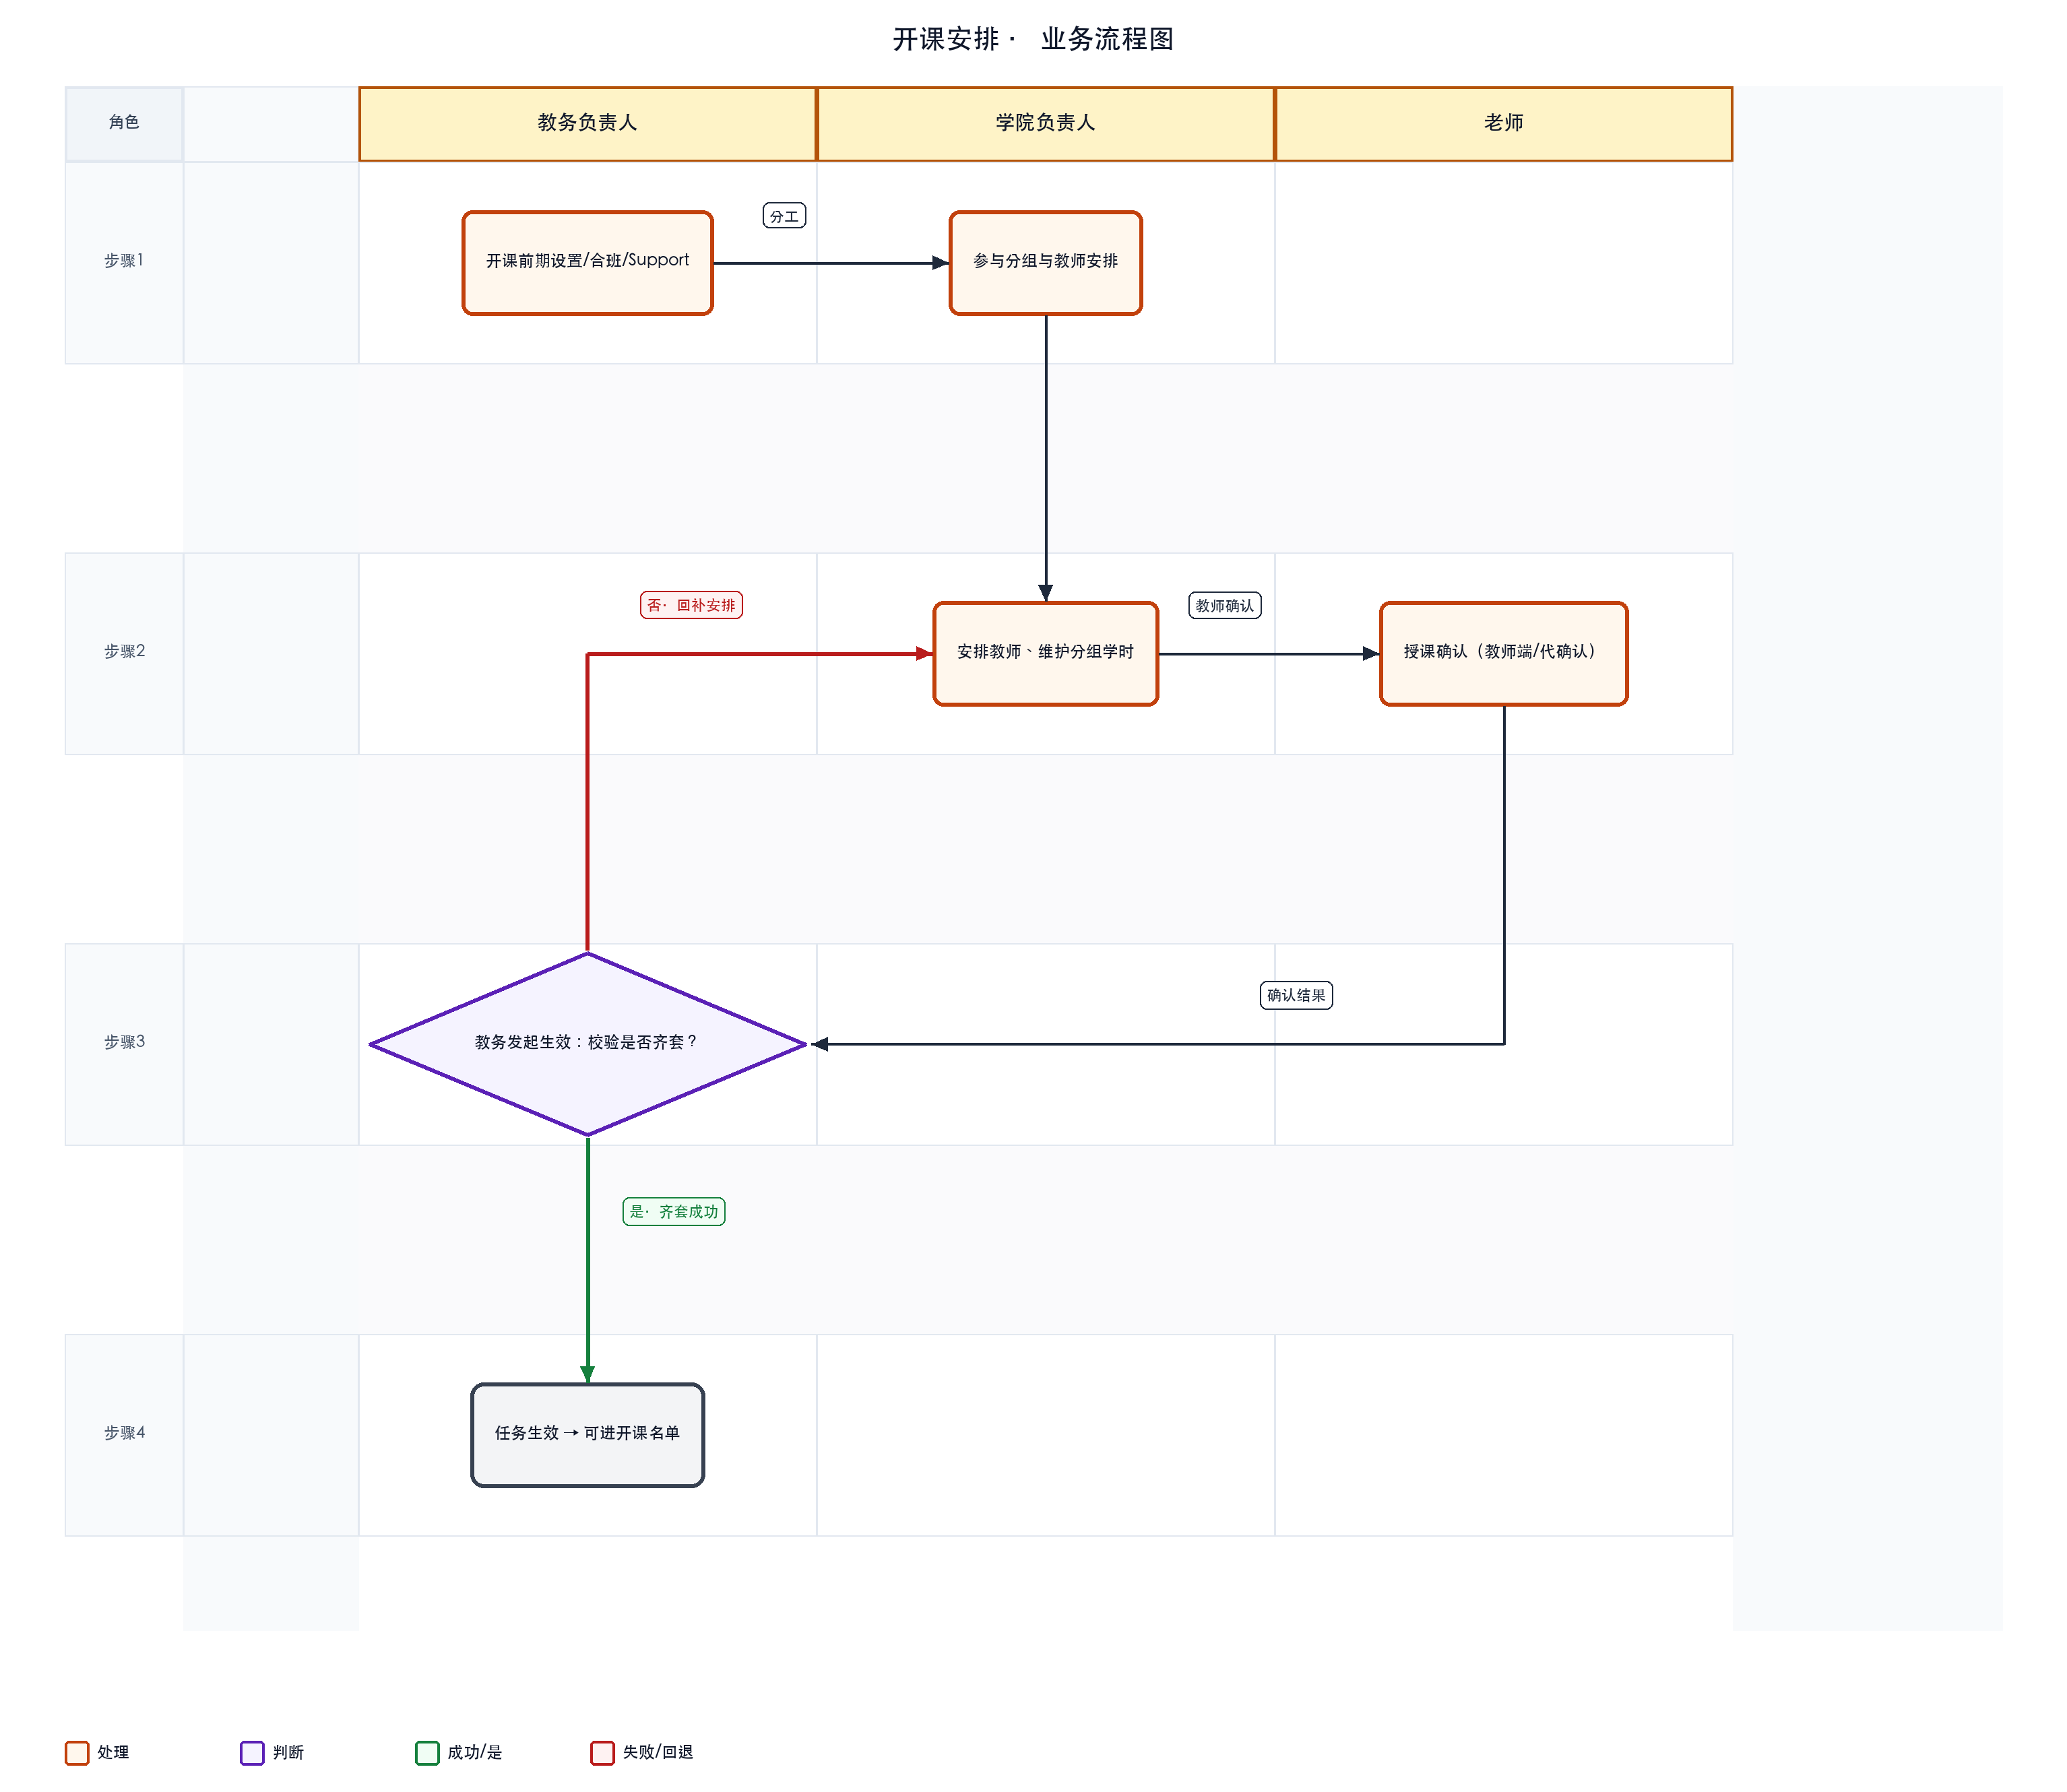 开课安排 · 业务流程图
角色
教务负责人
学院负责人
老师
步骤1
开课前期设置/合班/Support
分工
参与分组与教师安排
步骤2
否· 回补安排
安排教师、维护分组学时
教师确认
授课确认（教师端/代确认）
步骤3
教务发起生效：校验是否齐套？
确认结果
是· 齐套成功
步骤4
任务生效 → 可进开课名单
处理
判断
成功/是
失败/回退